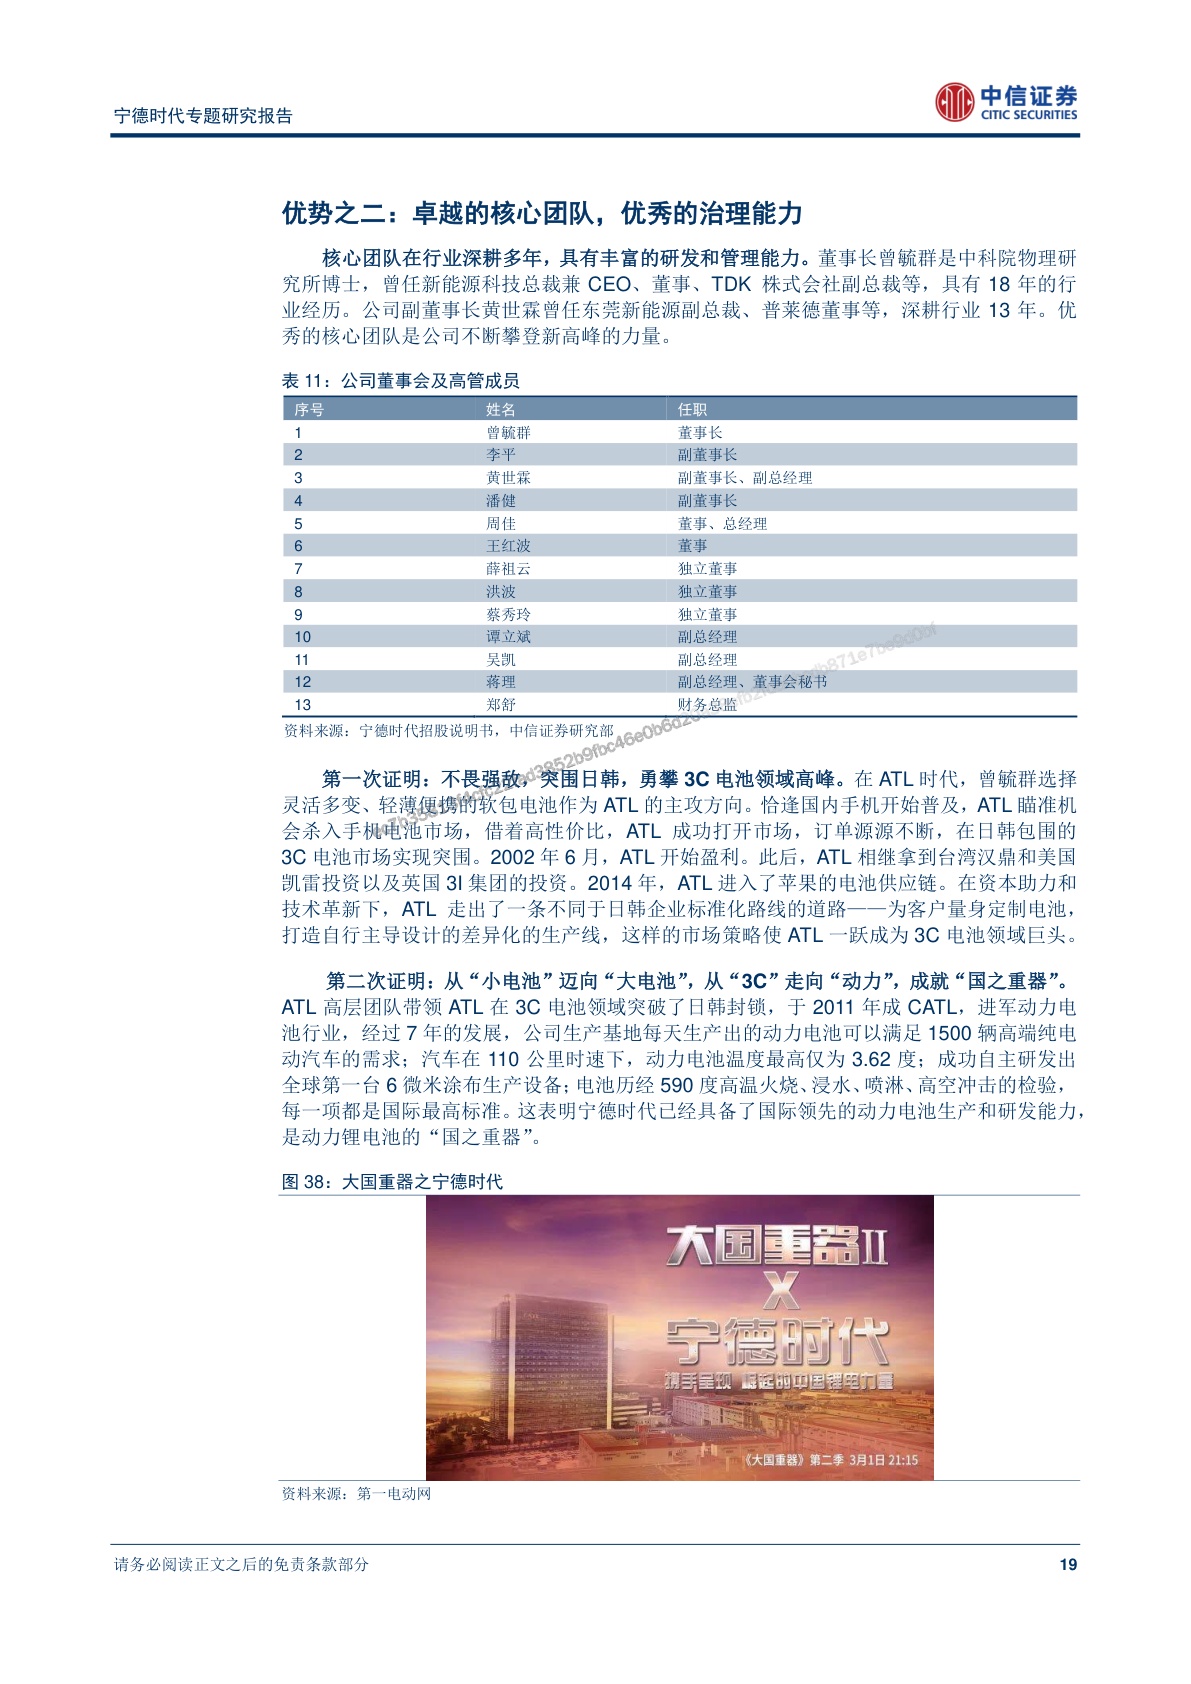 宁德时代专题研究报告
中信证券
CITIC SECURITIES
优势之二：卓越的核心团队，优秀的治理能力
核心团队在行业深耕多年，具有丰富的研发和管理能力。董事长曾毓群是中科院物理研
究所博士，曾任新能源科技总裁兼 CEO、董事、TDK 株式会社副总裁等，具有 18 年的行
业经历。公司副董事长黄世霖曾任东莞新能源副总裁、普莱德董事等，深耕行业 13 年。优
秀的核心团队是公司不断攀登新高峰的力量。
表 11：公司董事会及高管成员
序号 姓名 任职
1 曾毓群 董事长
2 李平 副董事长
3 黄世霖 副董事长、副总经理
4 潘健 副董事长
5 周佳 董事、总经理
6 王红波 董事
7 薛祖云 独立董事
8 洪波 独立董事
9 蔡秀玲 独立董事
10 谭立斌 副总经理
11 吴凯 副总经理
12 蒋理 副总经理、董事会秘书
13 郑舒 财务总监
资料来源：宁德时代招股说明书，中信证券研究部
第一次证明：不畏强敌，突围日韩，勇攀 3C 电池领域高峰。在 ATL 时代，曾毓群选择
灵活多变、轻薄便携的软包电池作为 ATL 的主攻方向。恰逢国内手机开始普及，ATL 瞄准机
会杀入手机电池市场，借着高性价比，ATL 成功打开市场，订单源源不断，在日韩包围的
3C 电池市场实现突围。2002 年 6 月，ATL 开始盈利。此后，ATL 相继拿到台湾汉鼎和美国
凯雷投资以及英国 3I 集团的投资。2014 年，ATL 进入了苹果的电池供应链。在资本助力和
技术革新下，ATL 走出了一条不同于日韩企业标准化路线的道路——为客户量身定制电池，
打造自行主导设计的差异化的生产线，这样的市场策略使 ATL 一跃成为 3C 电池领域巨头。
第二次证明：从“小电池”迈向“大电池”，从“3C”走向“动力”，成就“国之重器”。
ATL 高层团队带领 ATL 在 3C 电池领域突破了日韩封锁，于 2011 年成 CATL，进军动力电
池行业，经过 7 年的发展，公司生产基地每天生产出的动力电池可以满足 1500 辆高端纯电
动汽车的需求；汽车在 110 公里时速下，动力电池温度最高仅为 3.62 度；成功自主研发出
全球第一台 6 微米涂布生产设备；电池历经 590 度高温火烧、浸水、喷淋、高空冲击的检验，
每一项都是国际最高标准。这表明宁德时代已经具备了国际领先的动力电池生产和研发能力，
是动力锂电池的“国之重器”。
图 38：大国重器之宁德时代
大国重器II
X
宁德时代
携手呈现 崛起的中国锂电力量
《大国重器》第二季 3月1日 21:15
资料来源：第一电动网
请务必阅读正文之后的免责条款部分
19